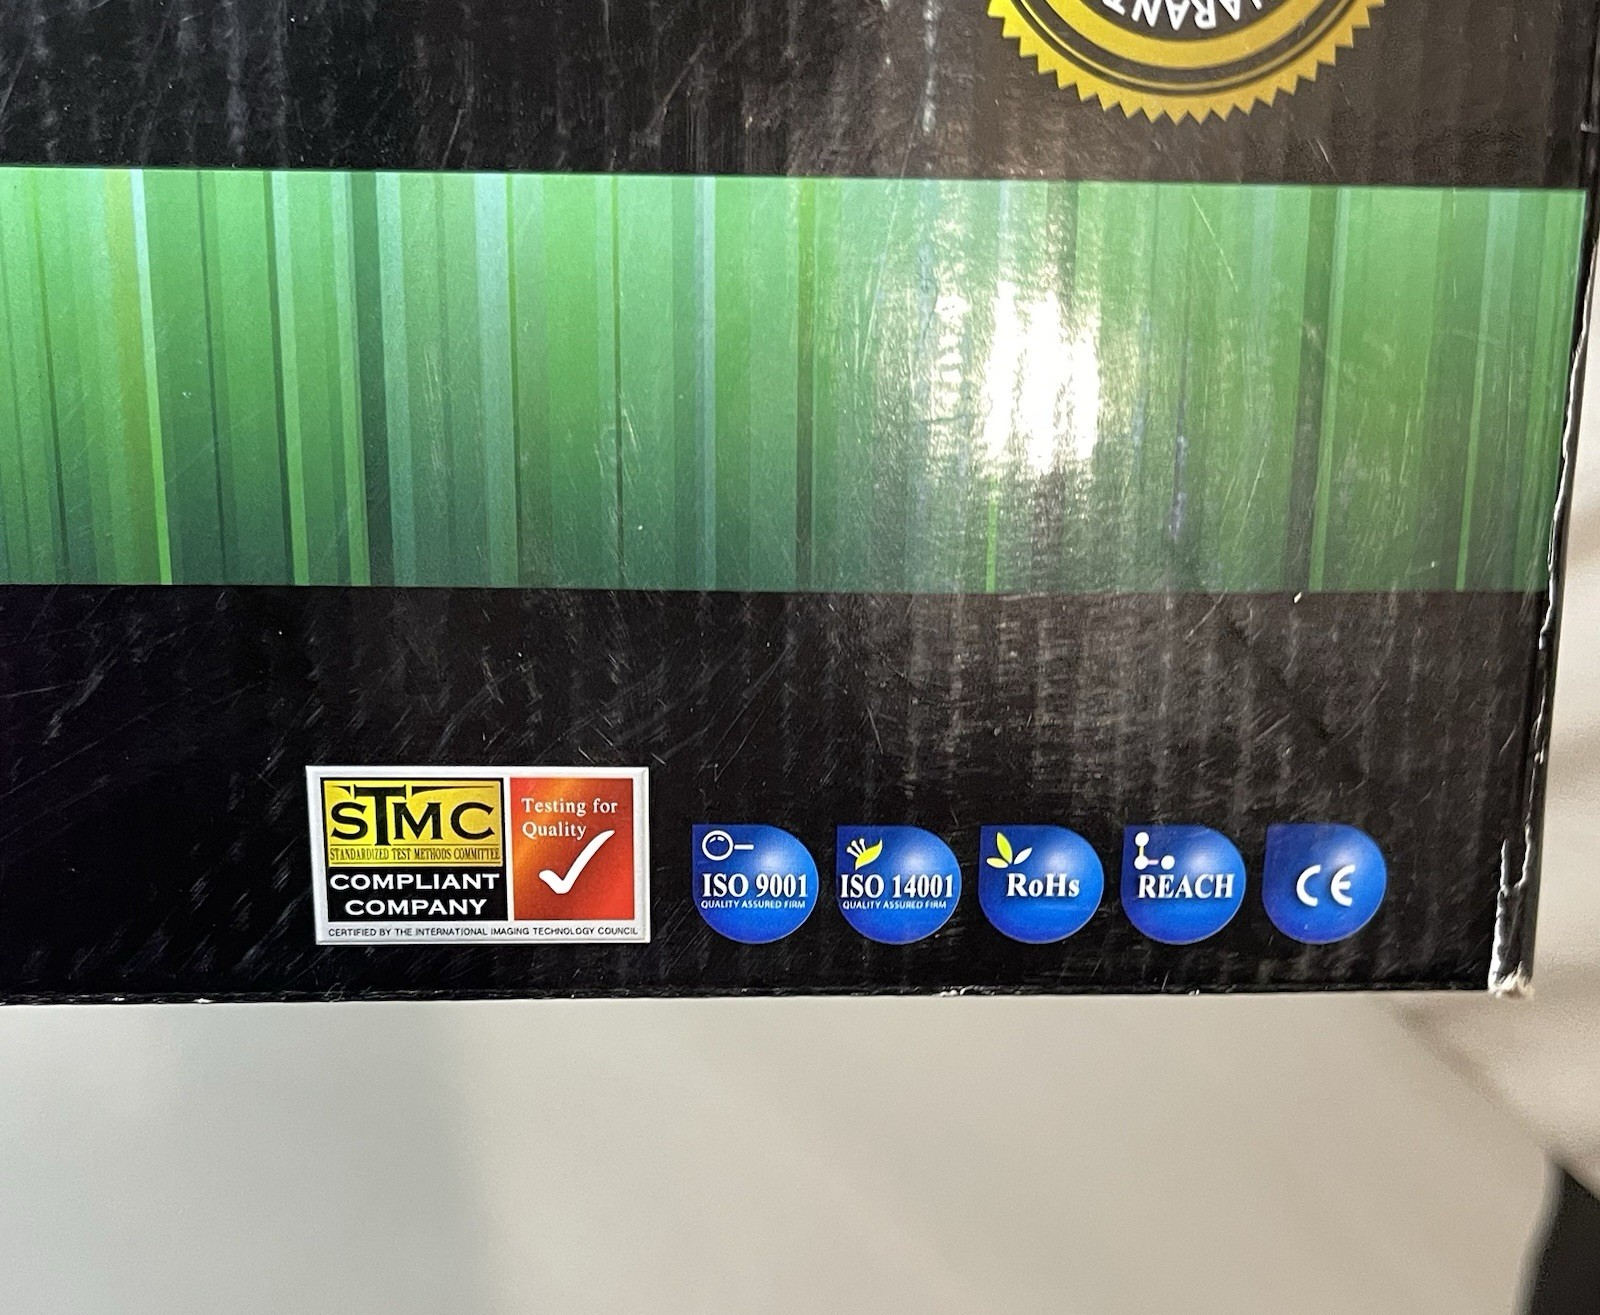 STMC
STANDARDIZED TEST METHODS COMMITTEE
COMPLIANT
COMPANY
Testing for
Quality
CERTIFIED BY THE INTERNATIONAL IMAGING TECHNOLOGY COUNCIL
ISO 9001
QUALITY ASSURED FIRM
ISO 14001
QUALITY ASSURED FIRM
RoHs
REACH
CE